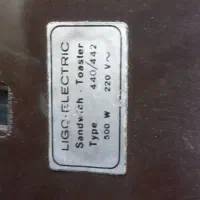 LIGO-ELECTRIC
Sandwich - Toaster
Type 440/442
500 W 220 V ~